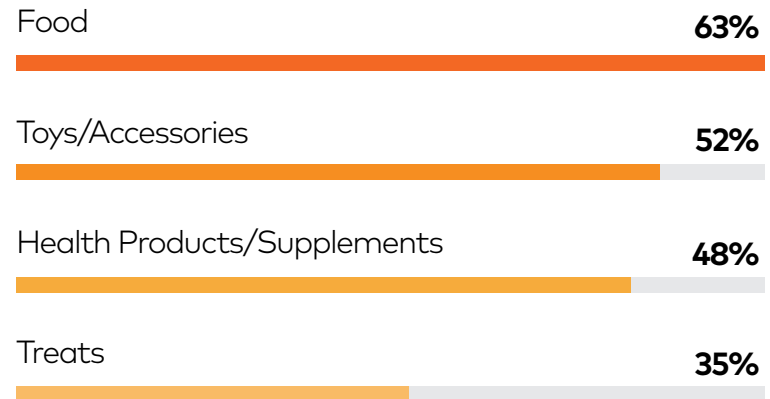 Food 63%
Toys/Accessories 52%
Health Products/Supplements 48%
Treats 35%